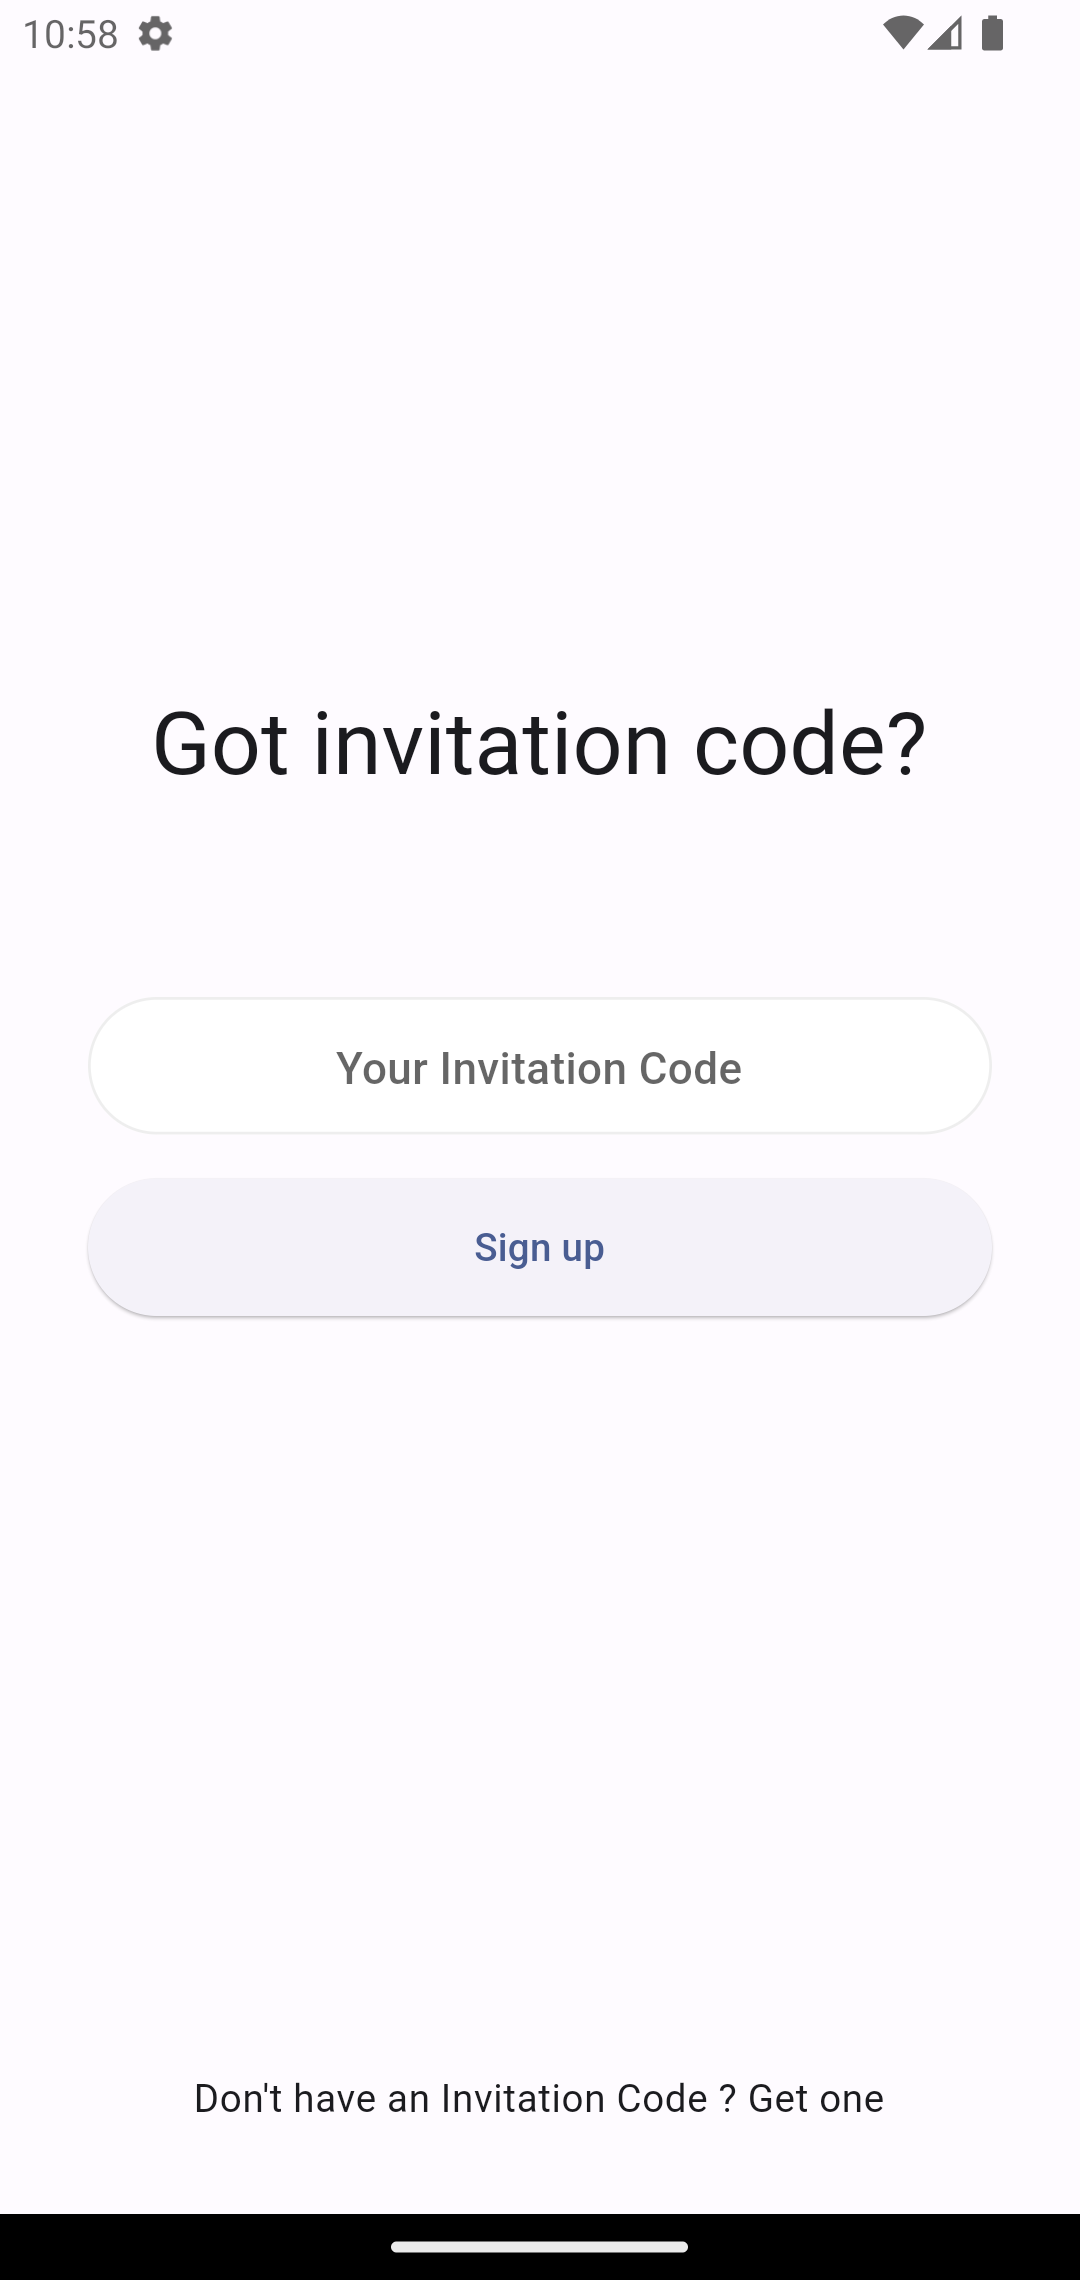 10:58
Got invitation code?
Your Invitation Code
Sign up
Don't have an Invitation Code ? Get one